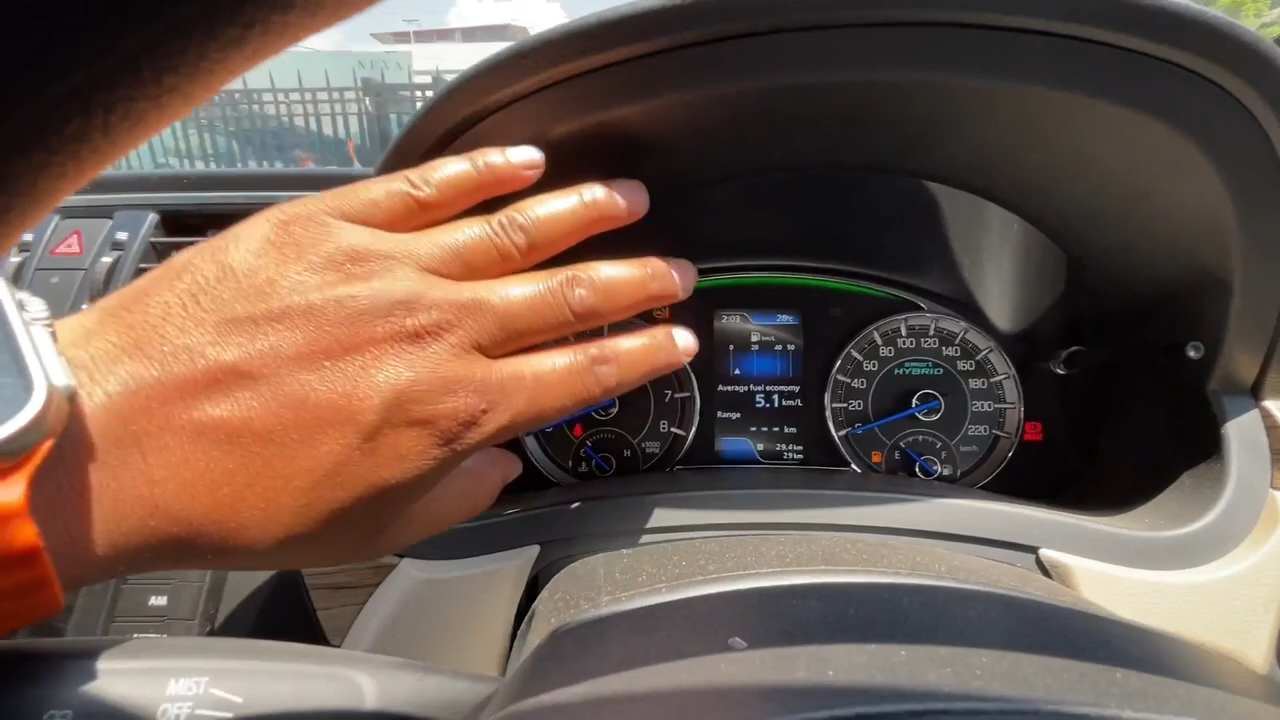 NEXA
2:03 28°C
km/L
0 20 40 50
Average fuel economy
5.1 km/L
Range
--- km
29.4 km
29 km
7
8
x1000
RPM
C H
0 20 40 60 80 100 120 140 160 180 200 220
smart
HYBRID
km/h
E F
AM
MIST
OFF